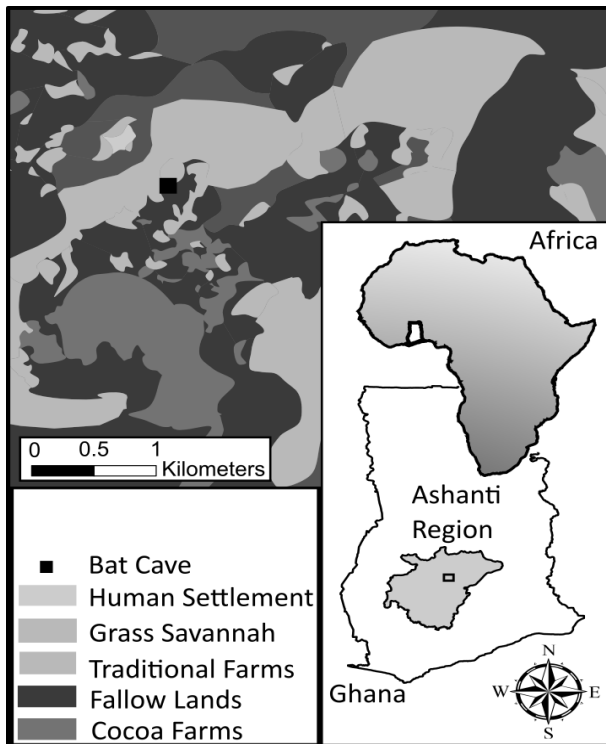 0 0.5 1
Kilometers
Bat Cave
Human Settlement
Grass Savannah
Traditional Farms
Fallow Lands
Cocoa Farms
Africa
Ashanti
Region
Ghana
N
W E
S